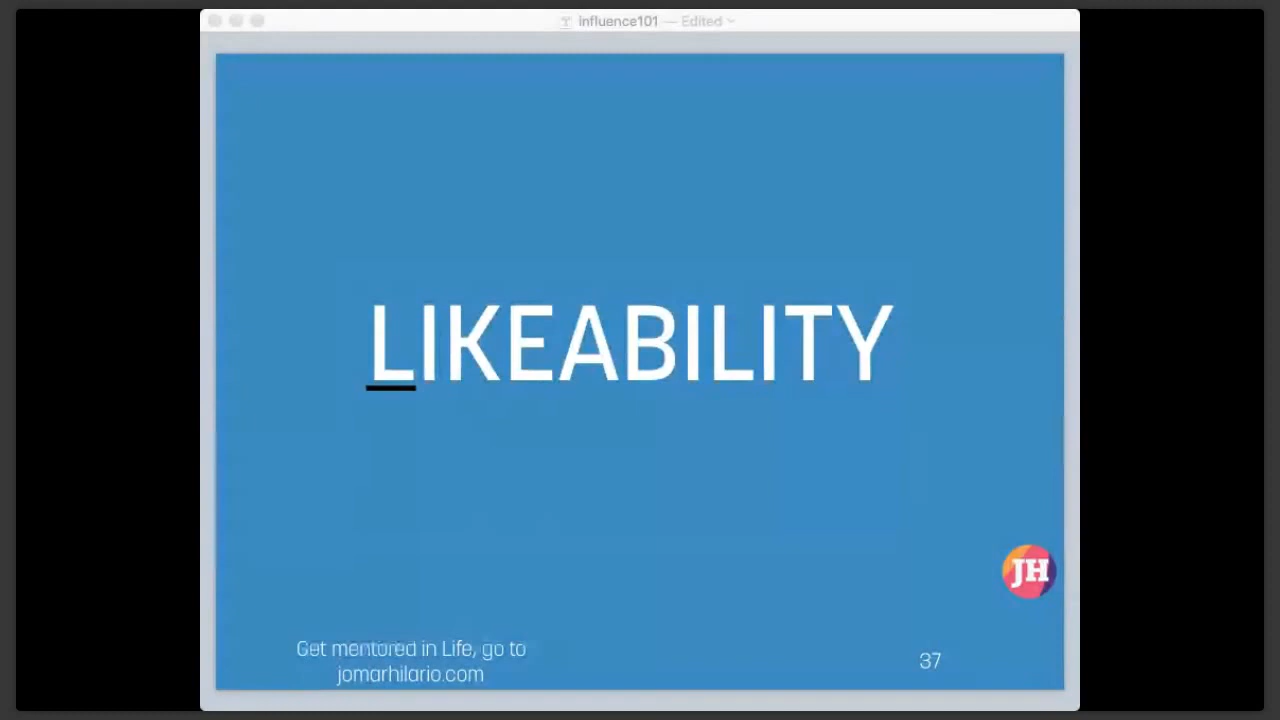 influence101 — Edited
LIKEABILITY
JH
Get mentored in Life, go to
jomarhilario.com
37